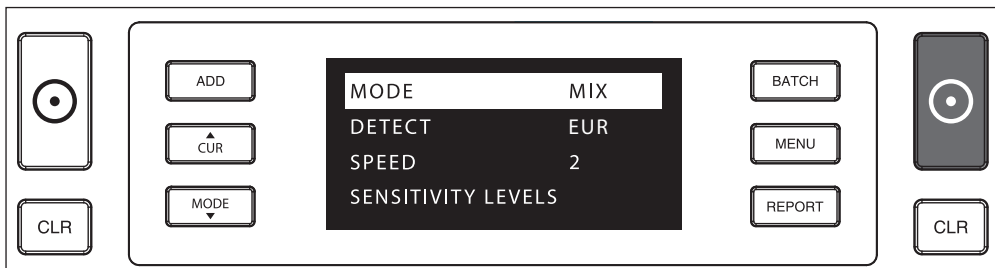 CLR
ADD
CUR
MODE
MODE MIX
DETECT EUR
SPEED 2
SENSITIVITY LEVELS
BATCH
MENU
REPORT
CLR